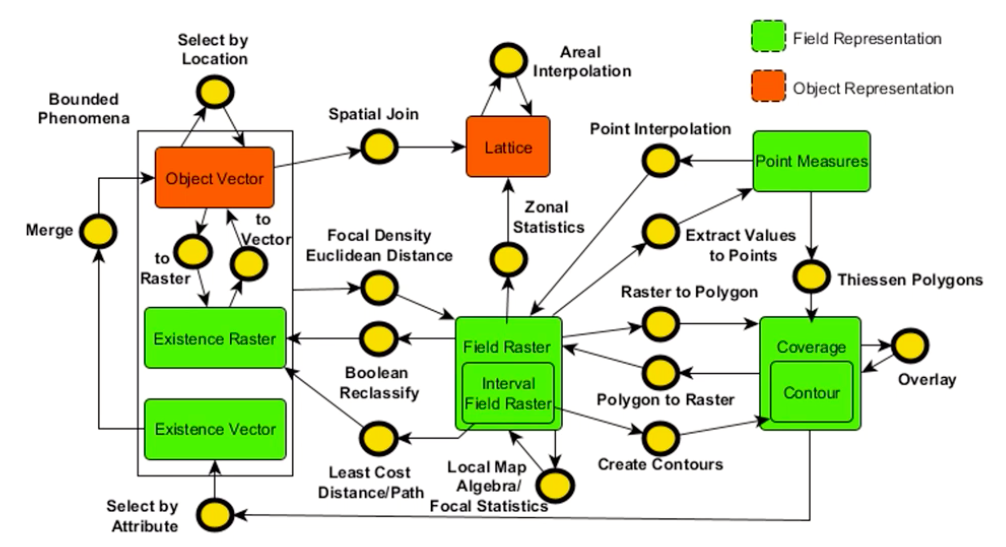 Select by
Location
Areal
Interpolation
Field Representation
Object Representation
Bounded
Phenomena
Spatial Join
Point Interpolation
Object Vector
Lattice
Point Measures
Merge
to
Raster
to
Vector
Focal Density
Euclidean Distance
Zonal
Statistics
Extract Values
to Points
Thiessen Polygons
Raster to Polygon
Existence Raster
Field Raster
Coverage
Boolean
Reclassify
Interval
Field Raster
Polygon to Raster
Contour
Overlay
Existence Vector
Least Cost
Distance/Path
Local Map
Algebra/
Focal Statistics
Create Contours
Select by
Attribute